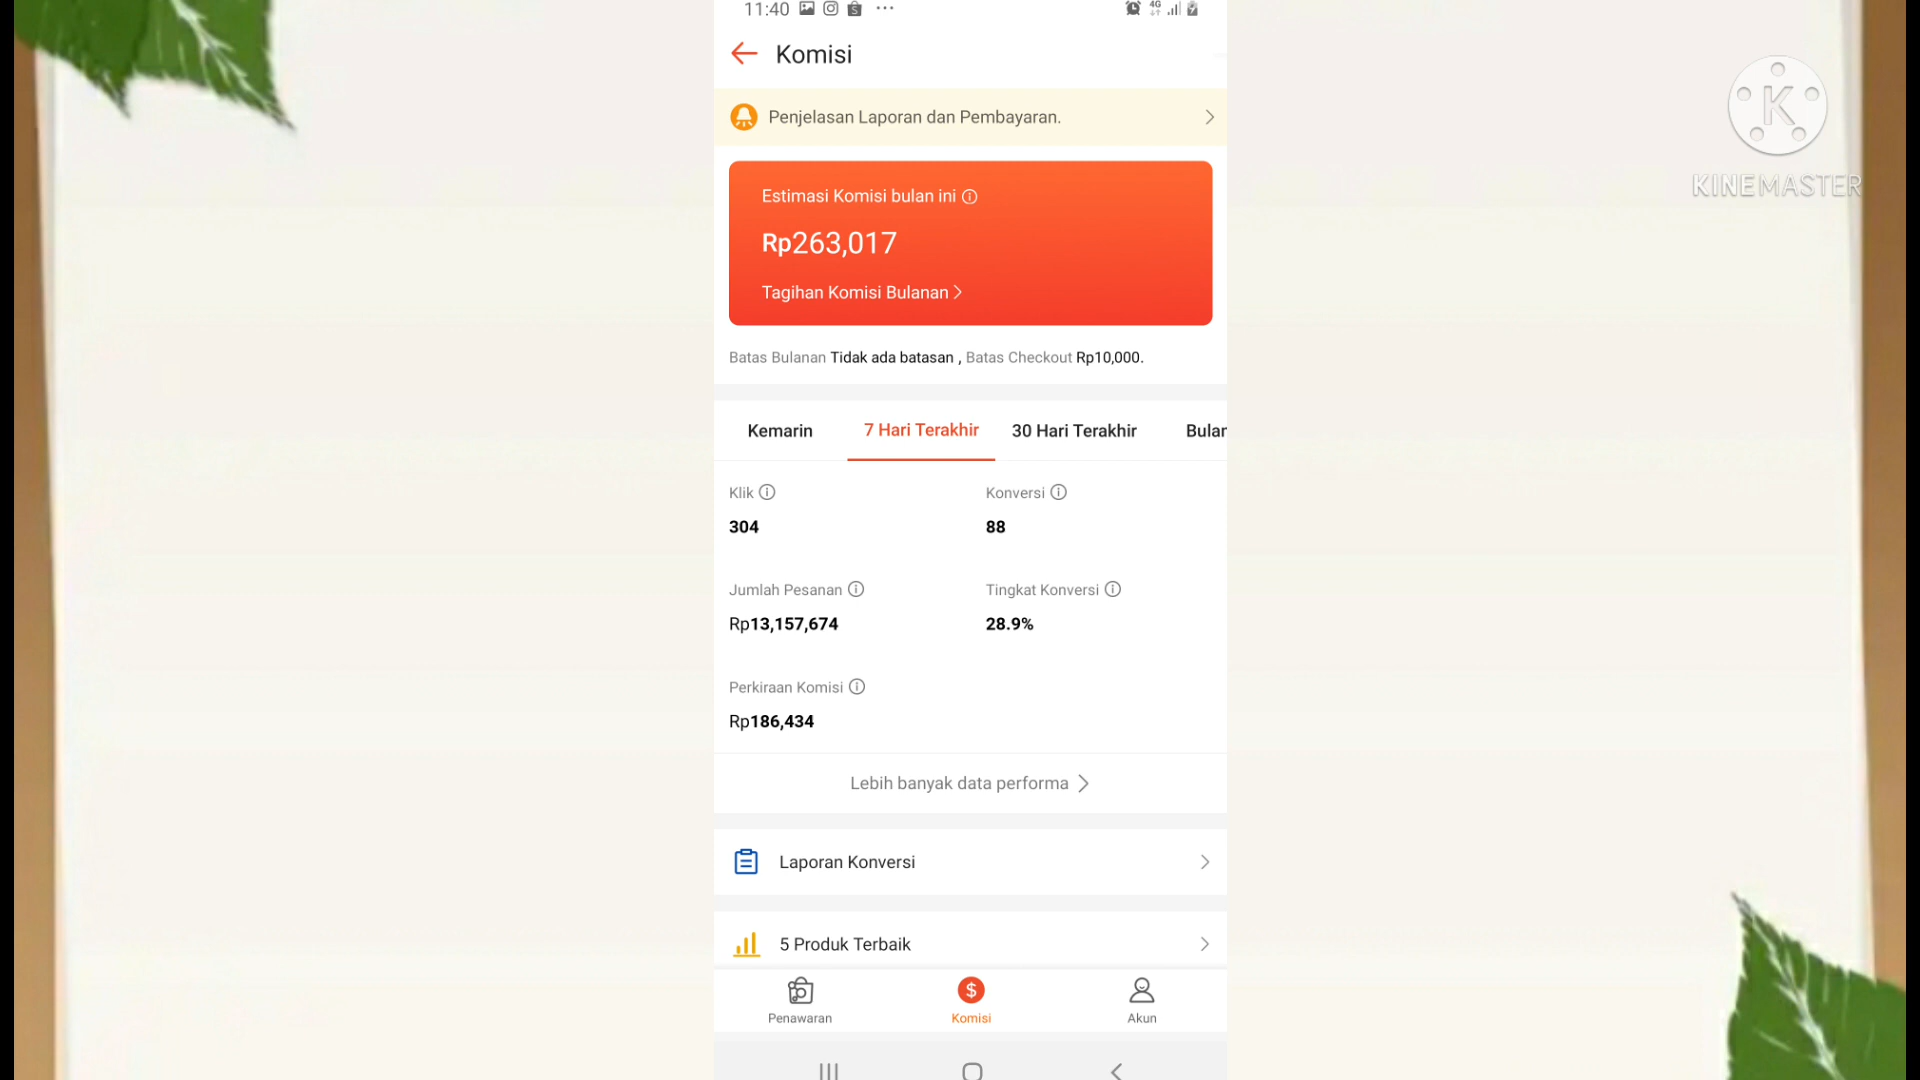 11:40
4G
Komisi
Penjelasan Laporan dan Pembayaran.
Estimasi Komisi bulan ini
Rp263,017
Tagihan Komisi Bulanan
Batas Bulanan Tidak ada batasan , Batas Checkout Rp10,000.
Kemarin 7 Hari Terakhir 30 Hari Terakhir Bulan
Klik Konversi
304 88
Jumlah Pesanan Tingkat Konversi
Rp13,157,674 28.9%
Perkiraan Komisi
Rp186,434
Lebih banyak data performa
Laporan Konversi
5 Produk Terbaik
Penawaran Komisi Akun
K
KINEMASTER